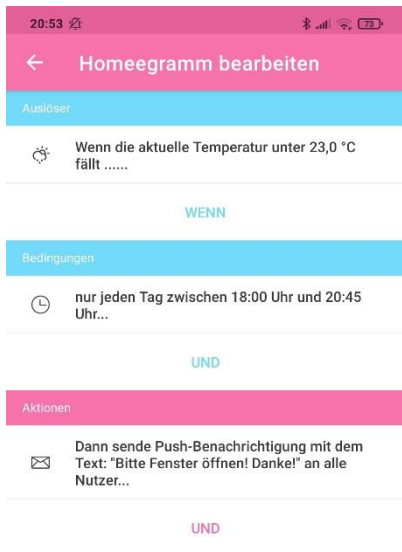 20:53
73
Homeegramm bearbeiten
Auslöser
Wenn die aktuelle Temperatur unter 23,0 °C
fällt ......
WENN
Bedingungen
nur jeden Tag zwischen 18:00 Uhr und 20:45
Uhr...
UND
Aktionen
Dann sende Push-Benachrichtigung mit dem
Text: "Bitte Fenster öffnen! Danke!" an alle
Nutzer...
UND